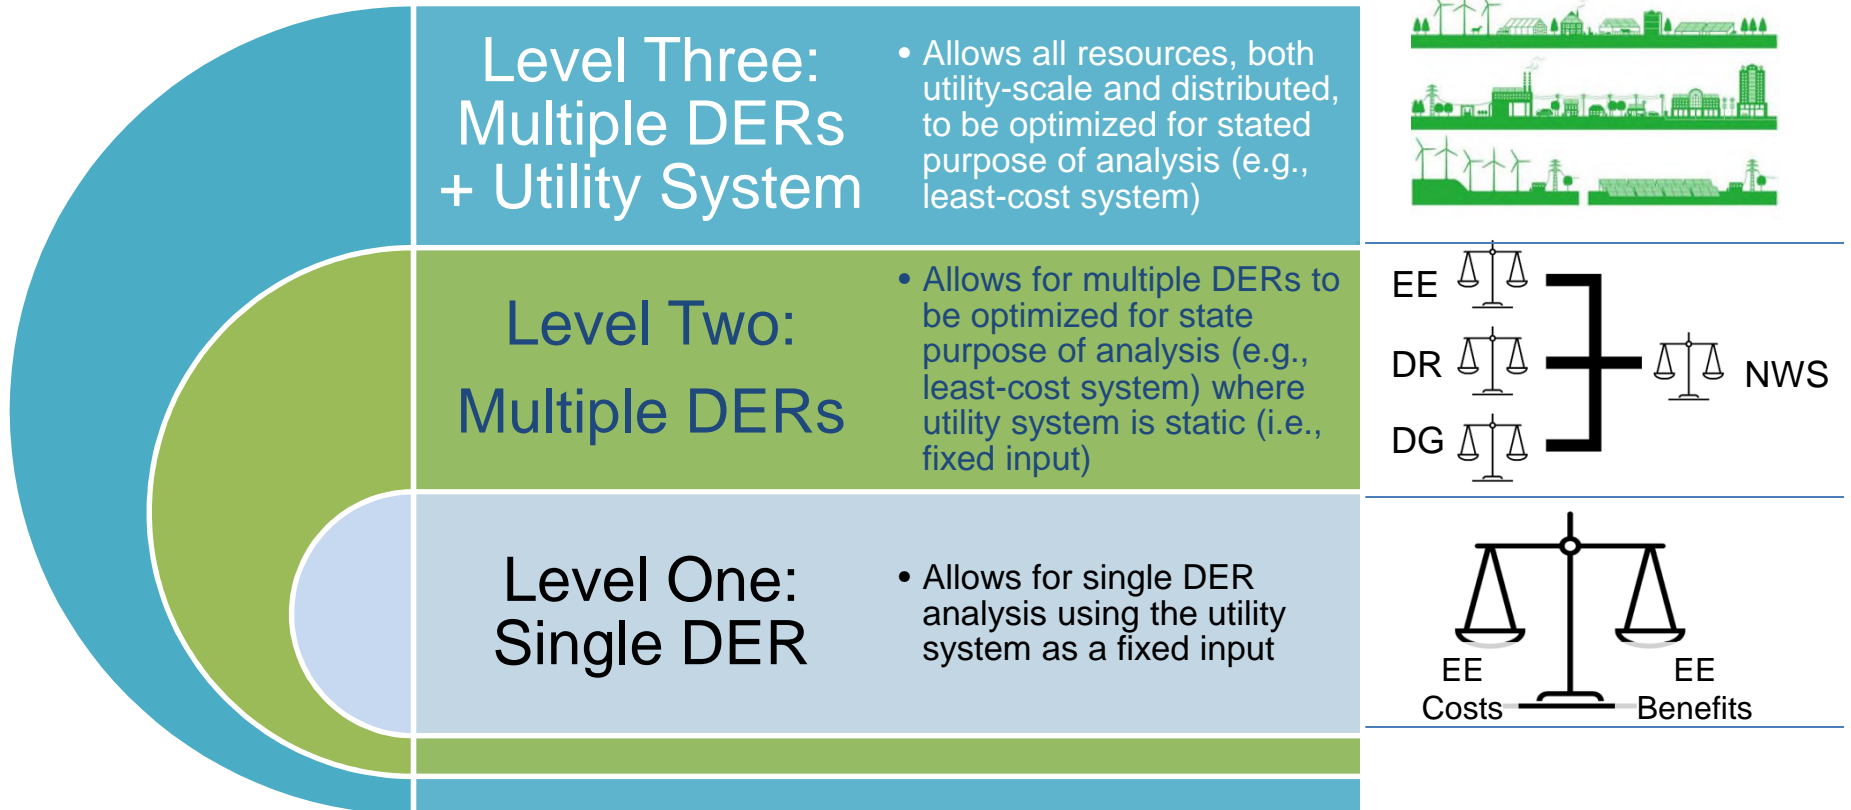 Level Three:
Multiple DERs
+ Utility System
• Allows all resources, both
utility-scale and distributed,
to be optimized for stated
purpose of analysis (e.g.,
least-cost system)
Level Two:
Multiple DERs
• Allows for multiple DERs to
be optimized for state
purpose of analysis (e.g.,
least-cost system) where
utility system is static (i.e.,
fixed input)
EE
DR
DG
NWS
Level One:
Single DER
• Allows for single DER
analysis using the utility
system as a fixed input
EE
Costs
EE
Benefits